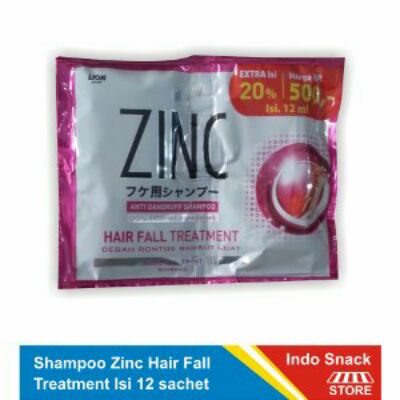 LION
EXTRA Isi
20%
Harga Rp
500,-
Isi. 12 ml
ZINC
フケ用シャンプー
ANTI DANDRUFF SHAMPOO
HAIR FALL TREATMENT
CEGAH RONTOK RAMBUT KUAT
Shampoo Zinc Hair Fall
Treatment Isi 12 sachet
Indo Snack
STORE